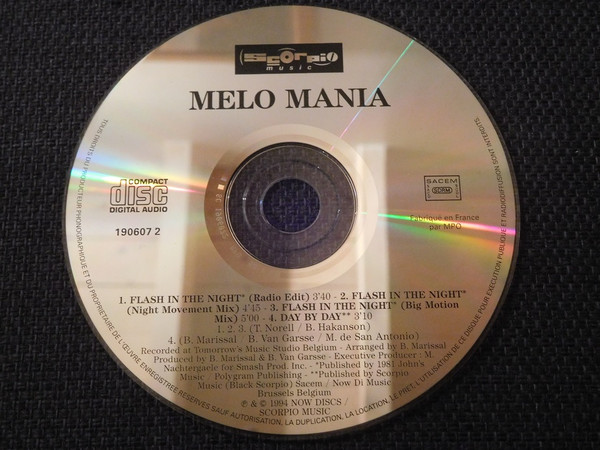 Scorpio
music
MELO MANIA
COMPACT
disc
DIGITAL AUDIO
190607 2
SACEM
SDRM
Fabriqué en France
par MPO
1. FLASH IN THE NIGHT* (Radio Edit) 3'40 - 2. FLASH IN THE NIGHT*
(Night Movement Mix) 4'45 - 3. FLASH IN THE NIGHT* (Big Motion
Mix) 5'00 - 4. DAY BY DAY** 3'10
1. 2. 3. (T. Norell / B. Hakanson)
4. (B. Marissal / B. Van Garsse / M. de San Antonio)
Recorded at Tomorrow's Music Studio Belgium - Arranged by B. Marissal
Produced by B. Marissal & B. Van Garsse - Executive Producer : M.
Nachtergaele for Smash Prod. Inc. - *Published by 1981 John's
Music / Polygram Publishing - **Published by Scorpio
Music (Black Scorpio) Sacem / Now Di Music
Brussels Belgium
℗ & © 1994 NOW DISCS /
SCORPIO MUSIC
TOUS DROITS DU PRODUCTEUR PHONOGRAPHIQUE ET DU PROPRIETAIRE DE L'ŒUVRE ENREGISTREE RESERVES SAUF AUTORISATION, LA DUPLICATION, LA LOCATION, LE PRET, L'UTILISATION DE CE DISQUE POUR EXECUTION PUBLIQUE ET RADIODIFFUSION SONT INTERDITS.